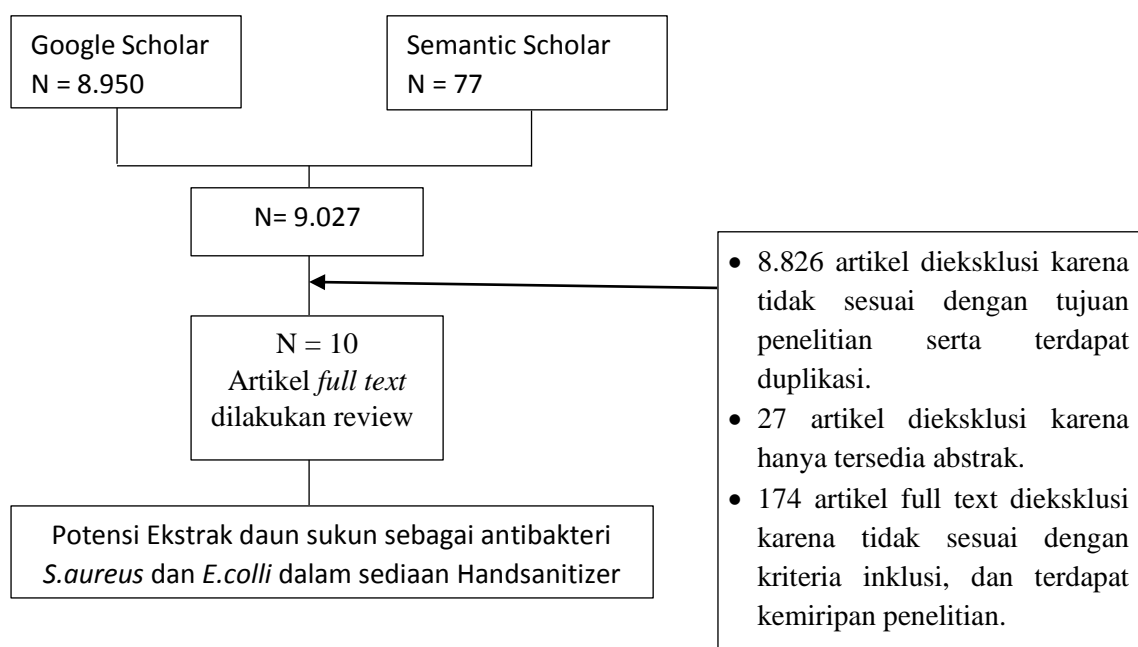 Google Scholar
N = 8.950
Semantic Scholar
N = 77
N= 9.027
• 8.826 artikel dieksklusi karena
tidak sesuai dengan tujuan
penelitian serta terdapat
duplikasi.
• 27 artikel dieksklusi karena
hanya tersedia abstrak.
• 174 artikel full text dieksklusi
karena tidak sesuai dengan
kriteria inklusi, dan terdapat
kemiripan penelitian.
N = 10
Artikel full text
dilakukan review
Potensi Ekstrak daun sukun sebagai antibakteri
S.aureus dan E.colli dalam sediaan Handsanitizer